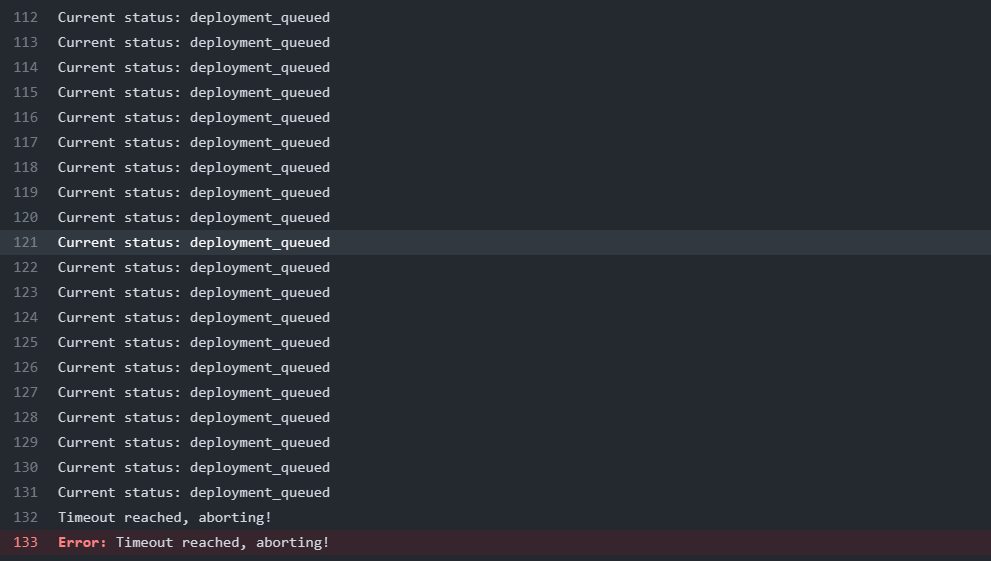 112 Current status: deployment_queued
113 Current status: deployment_queued
114 Current status: deployment_queued
115 Current status: deployment_queued
116 Current status: deployment_queued
117 Current status: deployment_queued
118 Current status: deployment_queued
119 Current status: deployment_queued
120 Current status: deployment_queued
121 Current status: deployment_queued
122 Current status: deployment_queued
123 Current status: deployment_queued
124 Current status: deployment_queued
125 Current status: deployment_queued
126 Current status: deployment_queued
127 Current status: deployment_queued
128 Current status: deployment_queued
129 Current status: deployment_queued
130 Current status: deployment_queued
131 Current status: deployment_queued
132 Timeout reached, aborting!
133 Error: Timeout reached, aborting!